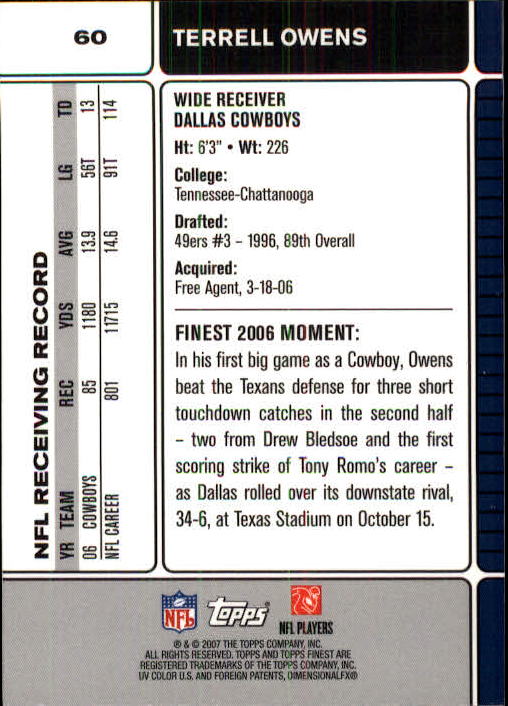 60
TERRELL OWENS
NFL RECEIVING RECORD
YR TEAM REC YDS AVG LG TD
06 COWBOYS 85 1180 13.9 56T 13
NFL CAREER 801 11715 14.6 91T 114
WIDE RECEIVER
DALLAS COWBOYS
Ht: 6'3" • Wt: 226
College:
Tennessee-Chattanooga
Drafted:
49ers #3 – 1996, 89th Overall
Acquired:
Free Agent, 3-18-06
FINEST 2006 MOMENT:
In his first big game as a Cowboy, Owens
beat the Texans defense for three short
touchdown catches in the second half
– two from Drew Bledsoe and the first
scoring strike of Tony Romo's career –
as Dallas rolled over its downstate rival,
34-6, at Texas Stadium on October 15.
NFL
Topps
NFL PLAYERS
® & © 2007 THE TOPPS COMPANY, INC.
ALL RIGHTS RESERVED. TOPPS AND TOPPS FINEST ARE
REGISTERED TRADEMARKS OF THE TOPPS COMPANY, INC.
UV COLOR U.S. AND FOREIGN PATENTS, DIMENSIONALFX®